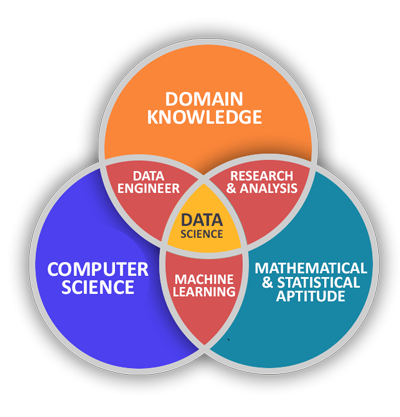 DOMAIN
KNOWLEDGE
DATA
ENGINEER
RESEARCH
& ANALYSIS
DATA
SCIENCE
COMPUTER
SCIENCE
MACHINE
LEARNING
MATHEMATICAL
& STATISTICAL
APTITUDE